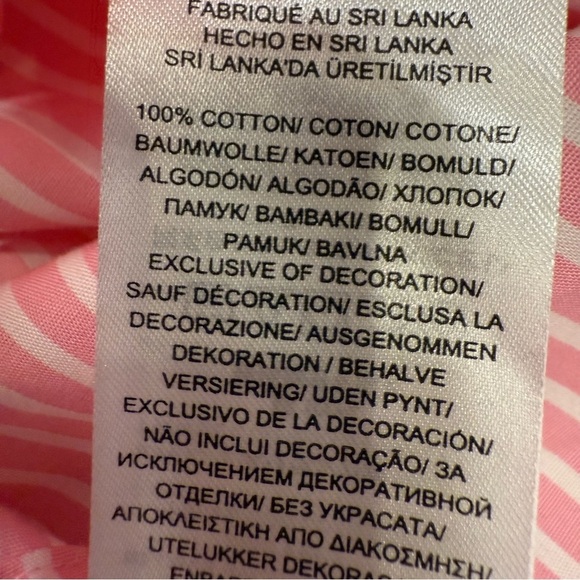 FABRIQUÉ AU SRI LANKA
HECHO EN SRI LANKA
SRİ LANKA'DA ÜRETİLMİŞTİR
100% COTTON/ COTON/ COTONE/
BAUMWOLLE/ KATOEN/ BOMULD/
ALGODÓN/ ALGODÃO/ ХЛОПОК/
ПАМУК/ BAMBAKI/ BOMULL/
PAMUK/ BAVLNA
EXCLUSIVE OF DECORATION/
SAUF DÉCORATION/ ESCLUSA LA
DECORAZIONE/ AUSGENOMMEN
DEKORATION / BEHALVE
VERSIERING/ UDEN PYNT/
EXCLUSIVO DE LA DECORACIÓN/
NÃO INCLUI DECORAÇÃO/ ЗА
ИСКЛЮЧЕНИЕМ ДЕКОРАТИВНОЙ
ОТДЕЛКИ/ БЕЗ УКРАСАТА/
ΑΠΟΚΛΕΙΣΤΙΚΗ ΑΠΟ ΔΙΑΚΟΣΜΗΣΗ/
UTELUKKER